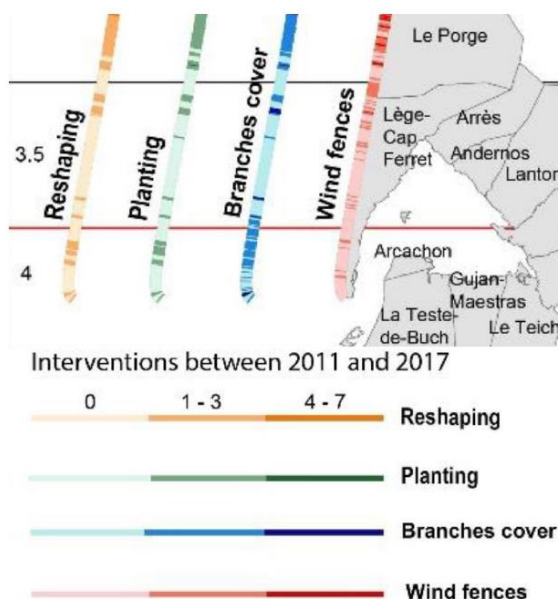 Le Porge
Reshaping
Planting
Branches cover
Wind fences
3.5
Lège-
Cap
Ferret
Arrès
Andernos
Lanton
4
Arcachon
Gujan-
Maestras
La Teste-
de-Buch
Le Teich
Interventions between 2011 and 2017
0 1 - 3 4 - 7
Reshaping
Planting
Branches cover
Wind fences